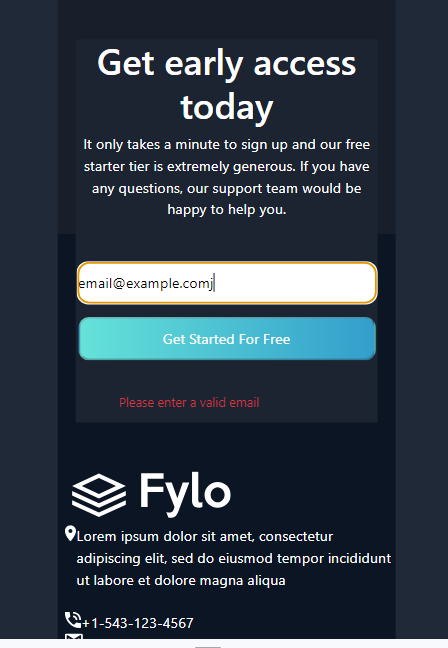 Get early access
today
It only takes a minute to sign up and our free
starter tier is extremely generous. If you have
any questions, our support team would be
happy to help you.
email@example.comj
Get Started For Free
Please enter a valid email
Fylo
Lorem ipsum dolor sit amet, consectetur
adipiscing elit, sed do eiusmod tempor incididunt
ut labore et dolore magna aliqua
+1-543-123-4567